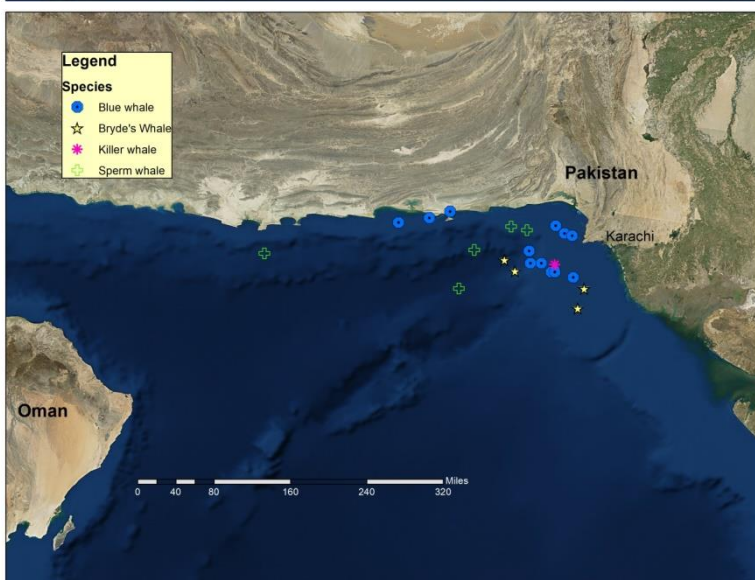 Legend
Species
Blue whale
Bryde's Whale
Killer whale
Sperm whale
Pakistan
Karachi
Oman
Miles
0 20 40 80 160 240 320